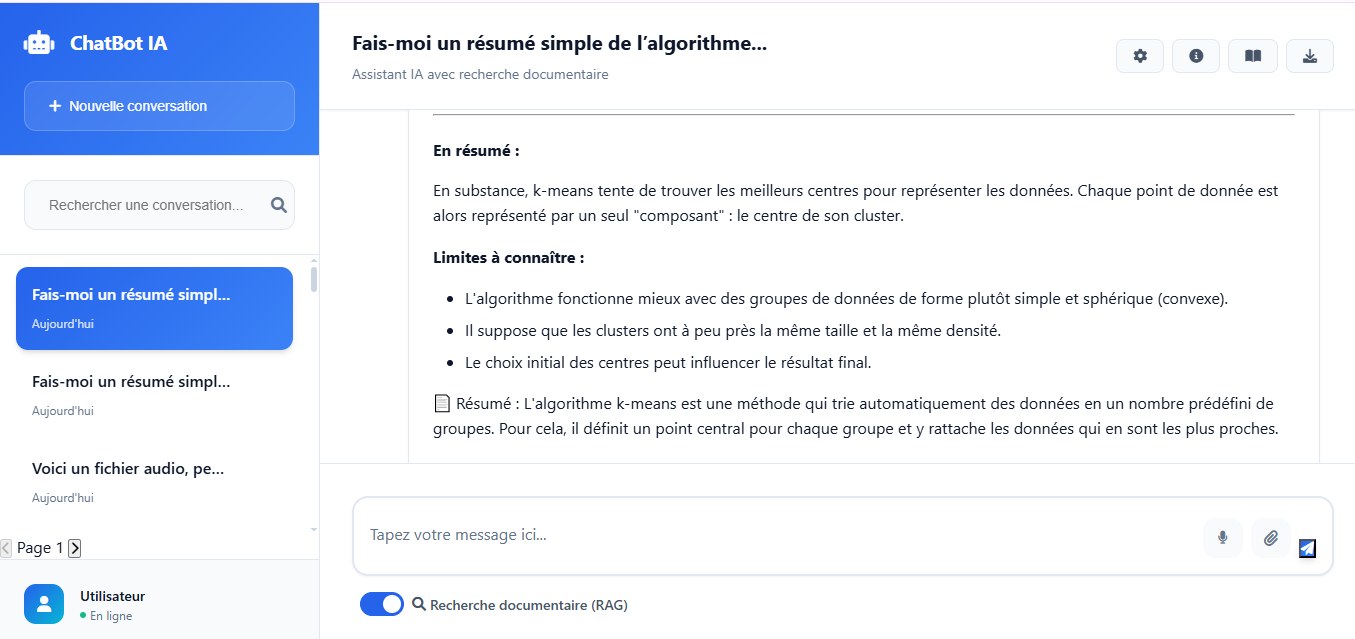 ChatBot IA
+ Nouvelle conversation
Rechercher une conversation...
Fais-moi un résumé simpl...
Aujourd'hui
Fais-moi un résumé simpl...
Aujourd'hui
Voici un fichier audio, pe...
Aujourd'hui
Page 1
Utilisateur
En ligne
Fais-moi un résumé simple de l’algorithme...
Assistant IA avec recherche documentaire
En résumé :
En substance, k-means tente de trouver les meilleurs centres pour représenter les données. Chaque point de donnée est
alors représenté par un seul "composant" : le centre de son cluster.
Limites à connaître :
• L'algorithme fonctionne mieux avec des groupes de données de forme plutôt simple et sphérique (convexe).
• Il suppose que les clusters ont à peu près la même taille et la même densité.
• Le choix initial des centres peut influencer le résultat final.
Résumé : L'algorithme k-means est une méthode qui trie automatiquement des données en un nombre prédéfini de
groupes. Pour cela, il définit un point central pour chaque groupe et y rattache les données qui en sont les plus proches.
Tapez votre message ici...
Recherche documentaire (RAG)